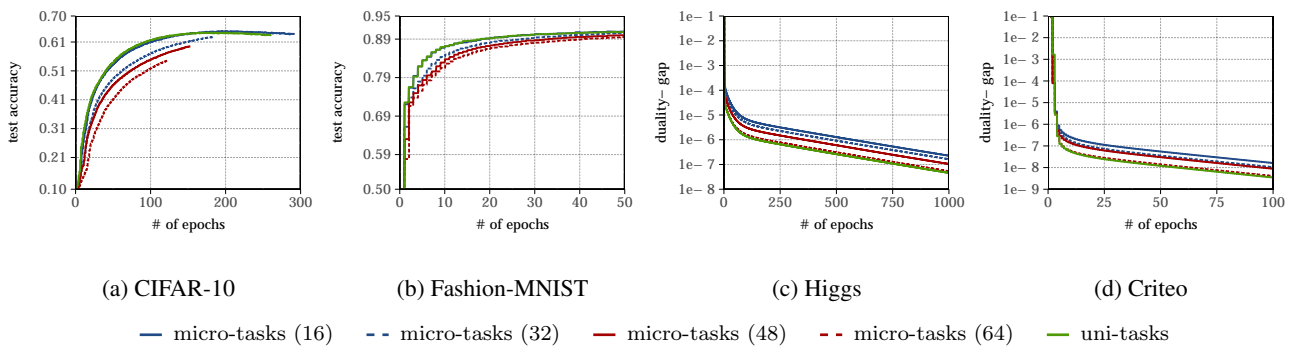 0.70
0.61
0.51
0.41
0.31
0.21
0.10
test accuracy
0 100 200 300
# of epochs
0.95
0.89
0.79
0.69
0.59
0.50
test accuracy
0 10 20 30 40 50
# of epochs
1e− 1
1e− 2
1e− 3
1e− 4
1e− 5
1e− 6
1e− 7
1e− 8
duality− gap
0 250 500 750 1000
# of epochs
1e− 1
1e− 2
1e− 3
1e− 4
1e− 5
1e− 6
1e− 7
1e− 8
1e− 9
duality− gap
0 25 50 75 100
# of epochs
(a) CIFAR-10 (b) Fashion-MNIST (c) Higgs (d) Criteo
micro-tasks (16) micro-tasks (32) micro-tasks (48) micro-tasks (64) uni-tasks